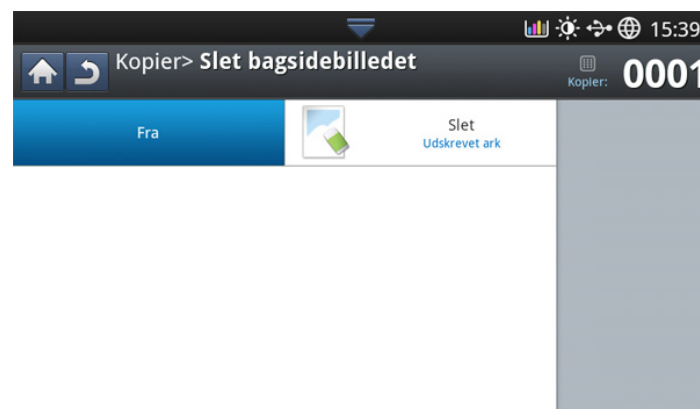 15:39
Kopier> Slet bagsidebilledet
Kopier: 0001
Fra
Slet
Udskrevet ark